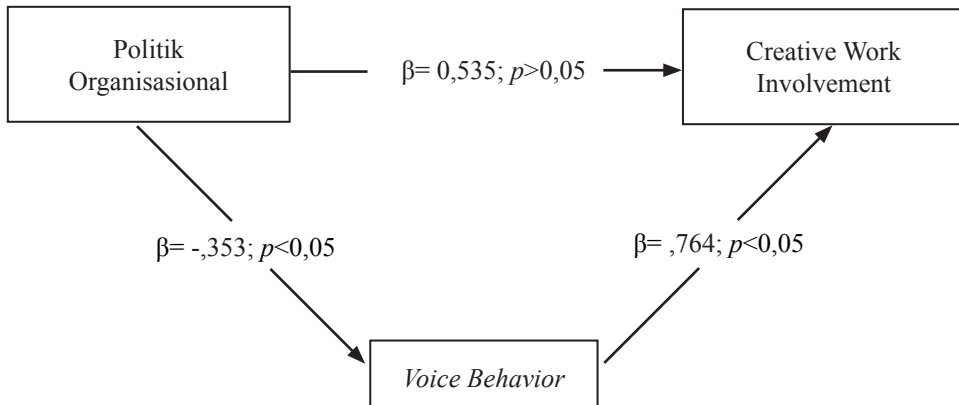 Politik
Organisasional
β= 0,535; p>0,05
Creative Work
Involvement
β= -,353; p<0,05
β= ,764; p<0,05
Voice Behavior